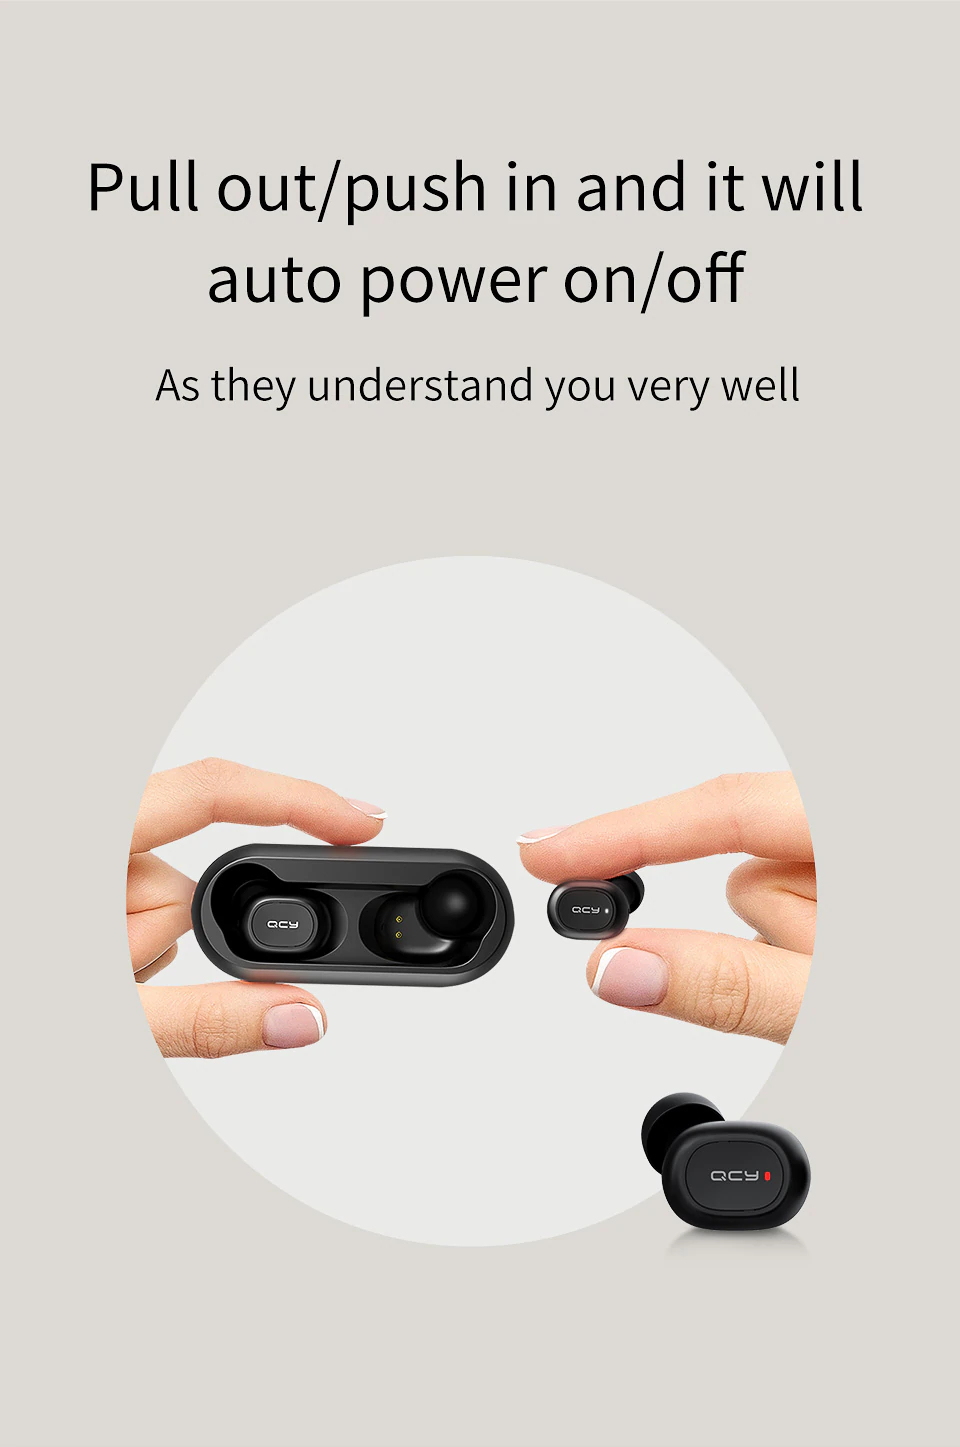 Pull out/push in and it will
auto power on/off
As they understand you very well
QCY
QCY
QCY